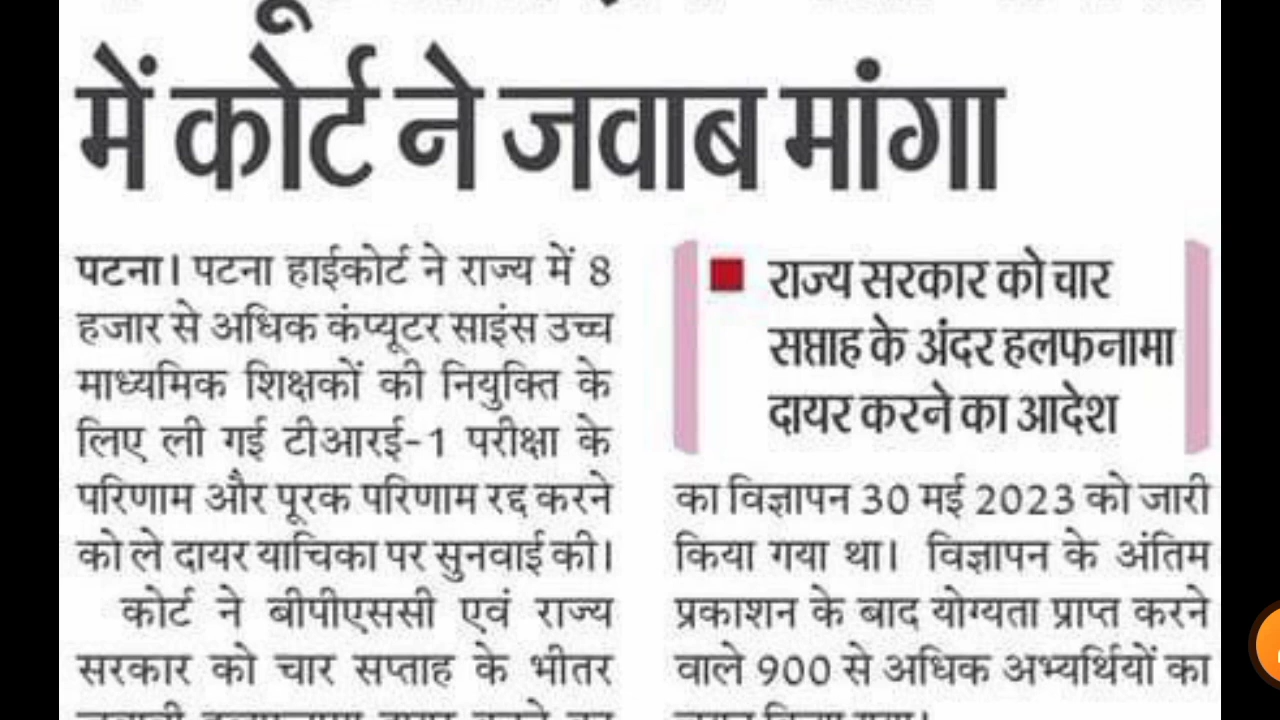 में कोर्ट ने जवाब मांगा
पटना। पटना हाईकोर्ट ने राज्य में 8
हजार से अधिक कंप्यूटर साइंस उच्च
माध्यमिक शिक्षकों की नियुक्ति के
लिए ली गई टीआरई-1 परीक्षा के
परिणाम और पूरक परिणाम रद्द करने
को ले दायर याचिका पर सुनवाई की।
कोर्ट ने बीपीएससी एवं राज्य
सरकार को चार सप्ताह के भीतर
राज्य सरकार को चार
सप्ताह के अंदर हलफनामा
दायर करने का आदेश
का विज्ञापन 30 मई 2023 को जारी
किया गया था। विज्ञापन के अंतिम
प्रकाशन के बाद योग्यता प्राप्त करने
वाले 900 से अधिक अभ्यर्थियों का